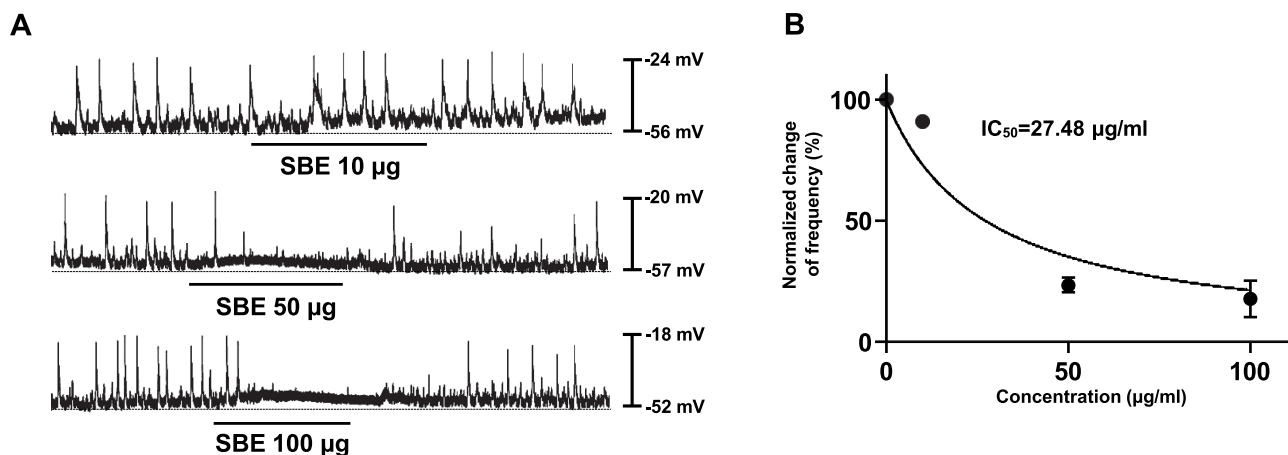 A
-24 mV
-56 mV
SBE 10 µg
-20 mV
-57 mV
SBE 50 µg
-18 mV
-52 mV
SBE 100 µg
B
Normalized change
of frequency (%)
100
50
0
IC₅₀=27.48 µg/ml
0
50
100
Concentration (µg/ml)